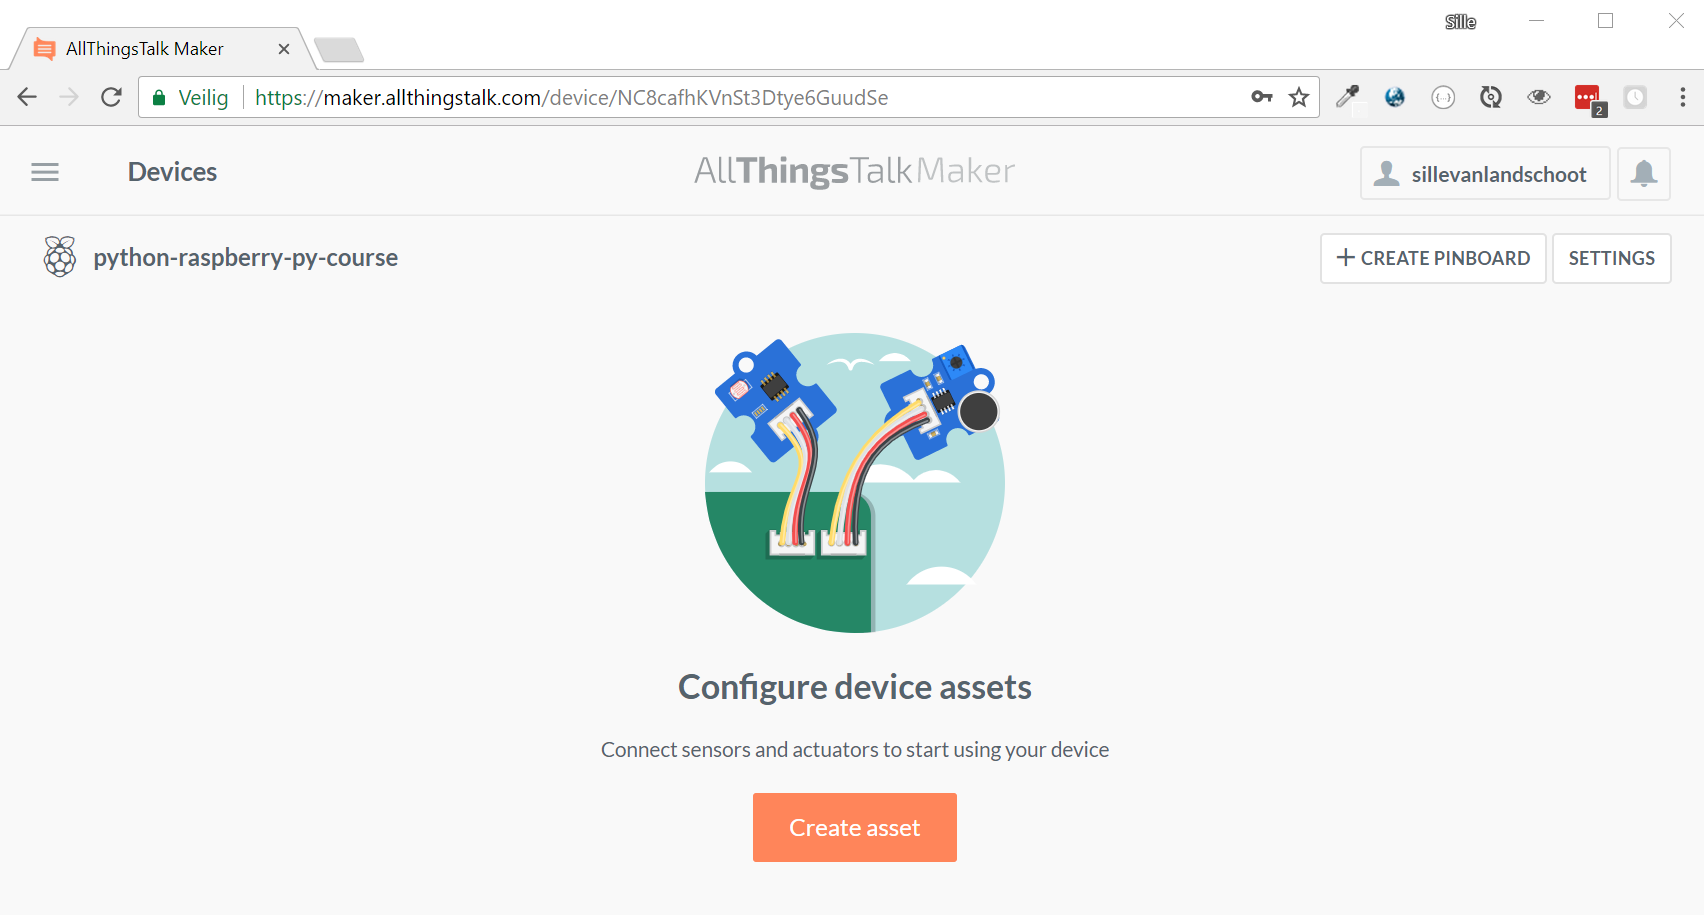 Sille
AllThingsTalk Maker
Veilig https://maker.allthingstalk.com/device/NC8cafhKVnSt3Dtye6GuudSe
2
Devices
AllThingsTalkMaker
sillevanlandschoot
python-raspberry-py-course
CREATE PINBOARD
SETTINGS
Configure device assets
Connect sensors and actuators to start using your device
Create asset